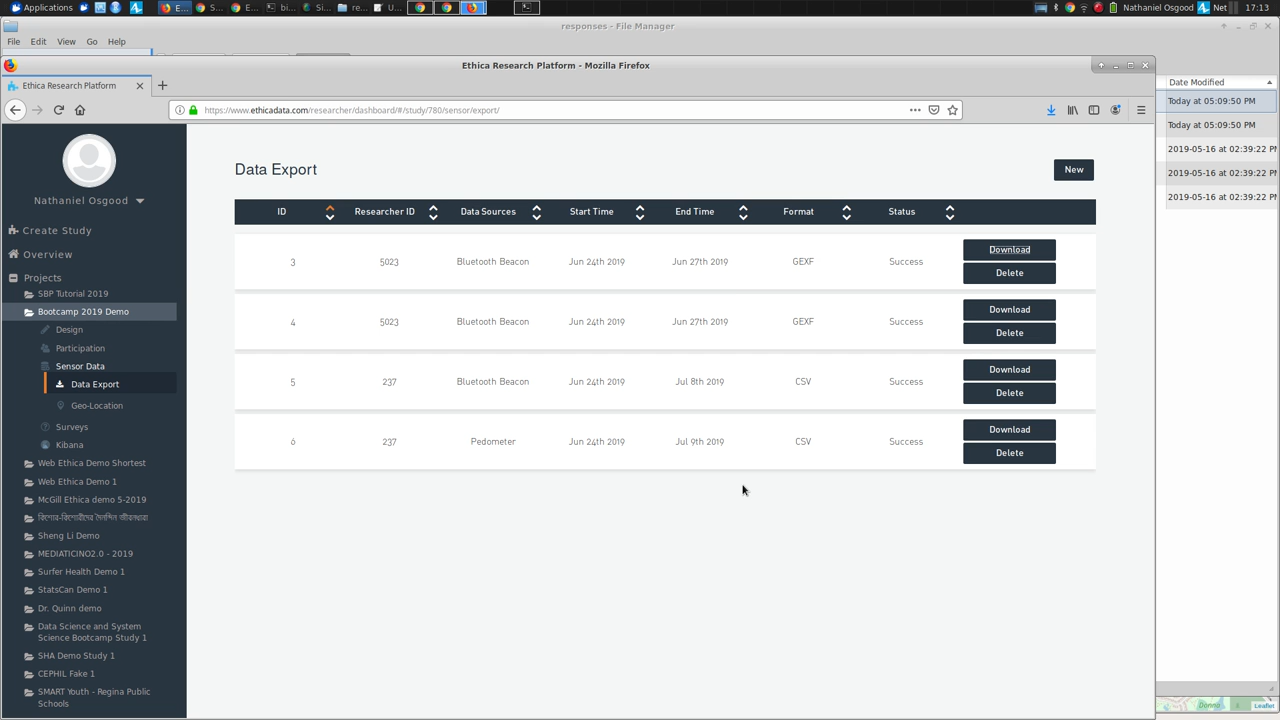 Applications
Nathaniel Osgood
Net
17:13
responses - File Manager
File Edit View Go Help
Ethica Research Platform - Mozilla Firefox
Ethica Research Platform
https://www.ethicadata.com/researcher/dashboard/#/study/780/sensor/export/
Date Modified
Today at 05:09:50 PM
Today at 05:09:50 PM
2019-05-16 at 02:39:22 PM
2019-05-16 at 02:39:22 PM
2019-05-16 at 02:39:22 PM
Nathaniel Osgood
Create Study
Overview
Projects
SBP Tutorial 2019
Bootcamp 2019 Demo
Design
Participation
Sensor Data
Data Export
Geo-Location
Surveys
Kibana
Web Ethica Demo Shortest
Web Ethica Demo 1
McGill Ethica demo 5-2019
কিশোর-কিশোরীদের দৈনন্দিন জীবনধারা
Sheng Li Demo
MEDIATICINO2.0 - 2019
Surfer Health Demo 1
StatsCan Demo 1
Dr. Quinn demo
Data Science and System
Science Bootcamp Study 1
SHA Demo Study 1
CEPHIL Fake 1
SMART Youth - Regina Public
Schools
Data Export
New
ID Researcher ID Data Sources Start Time End Time Format Status
3 5023 Bluetooth Beacon Jun 24th 2019 Jun 27th 2019 GEXF Success
Download
Delete
4 5023 Bluetooth Beacon Jun 24th 2019 Jun 27th 2019 GEXF Success
Download
Delete
5 237 Bluetooth Beacon Jun 24th 2019 Jul 8th 2019 CSV Success
Download
Delete
6 237 Pedometer Jun 24th 2019 Jul 9th 2019 CSV Success
Download
Delete
Donna
Leaflet